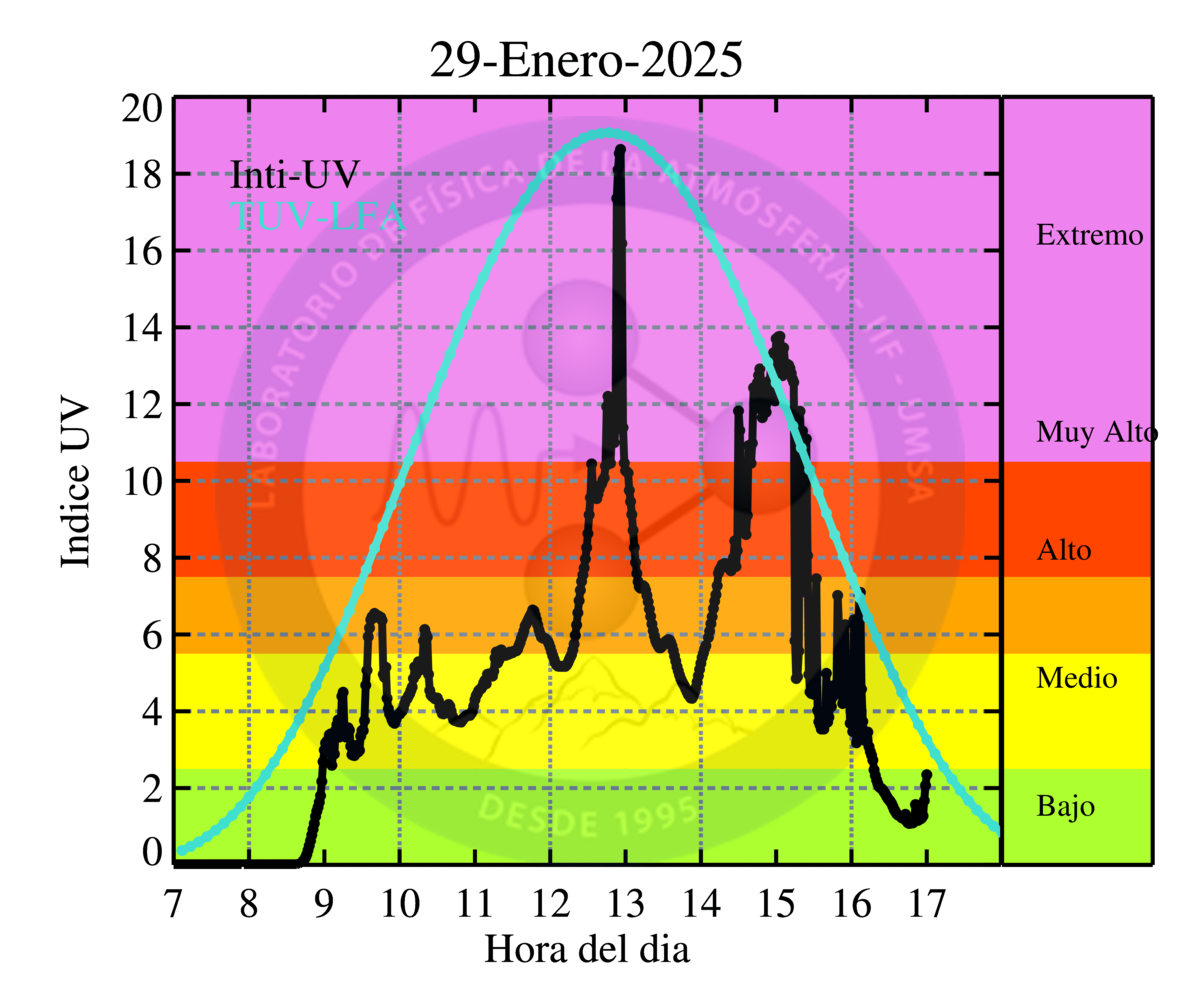 29-Enero-2025
20
18
16
14
12
10
8
6
4
2
0
Indice UV
Inti-UV
TUV-LFA
LABORATORIO DE FÍSICA DE LA ATMÓSFERA - IIF - UMSA
DESDE 1995
Extremo
Muy Alto
Alto
Medio
Bajo
7 8 9 10 11 12 13 14 15 16 17
Hora del dia